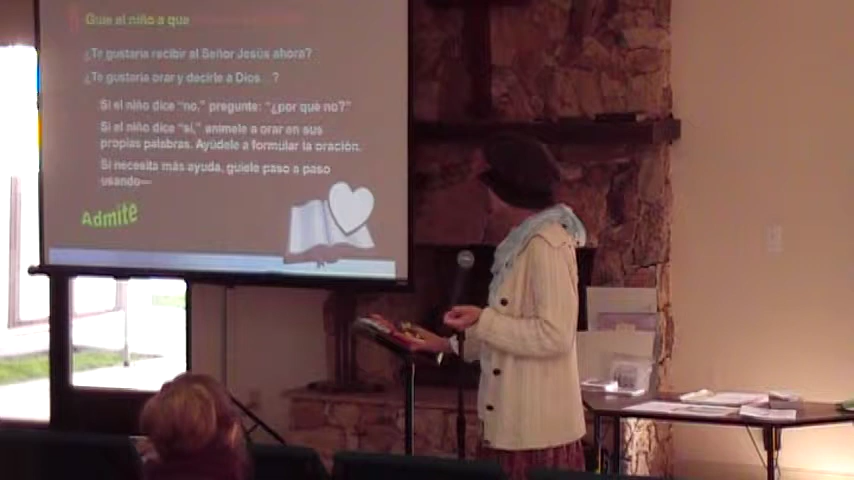 Guíe al niño a que
¿Te gustaría recibir al Señor Jesús ahora?
¿Te gustaría orar y decirle a Dios...?
Si el niño dice "no," pregunte: "¿por qué no?"
Si el niño dice "sí," anímele a orar en sus
propias palabras. Ayúdele a formular la oración.
Si necesita más ayuda, guíele paso a paso
usando—
Admite